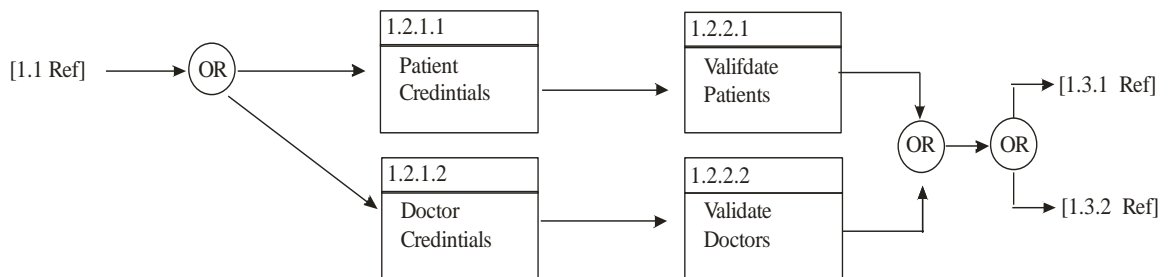 [1.1 Ref]
OR
1.2.1.1
Patient
Credintials
1.2.2.1
Valifdate
Patients
1.2.1.2
Doctor
Credintials
1.2.2.2
Validate
Doctors
OR
OR
[1.3.1 Ref]
[1.3.2 Ref]